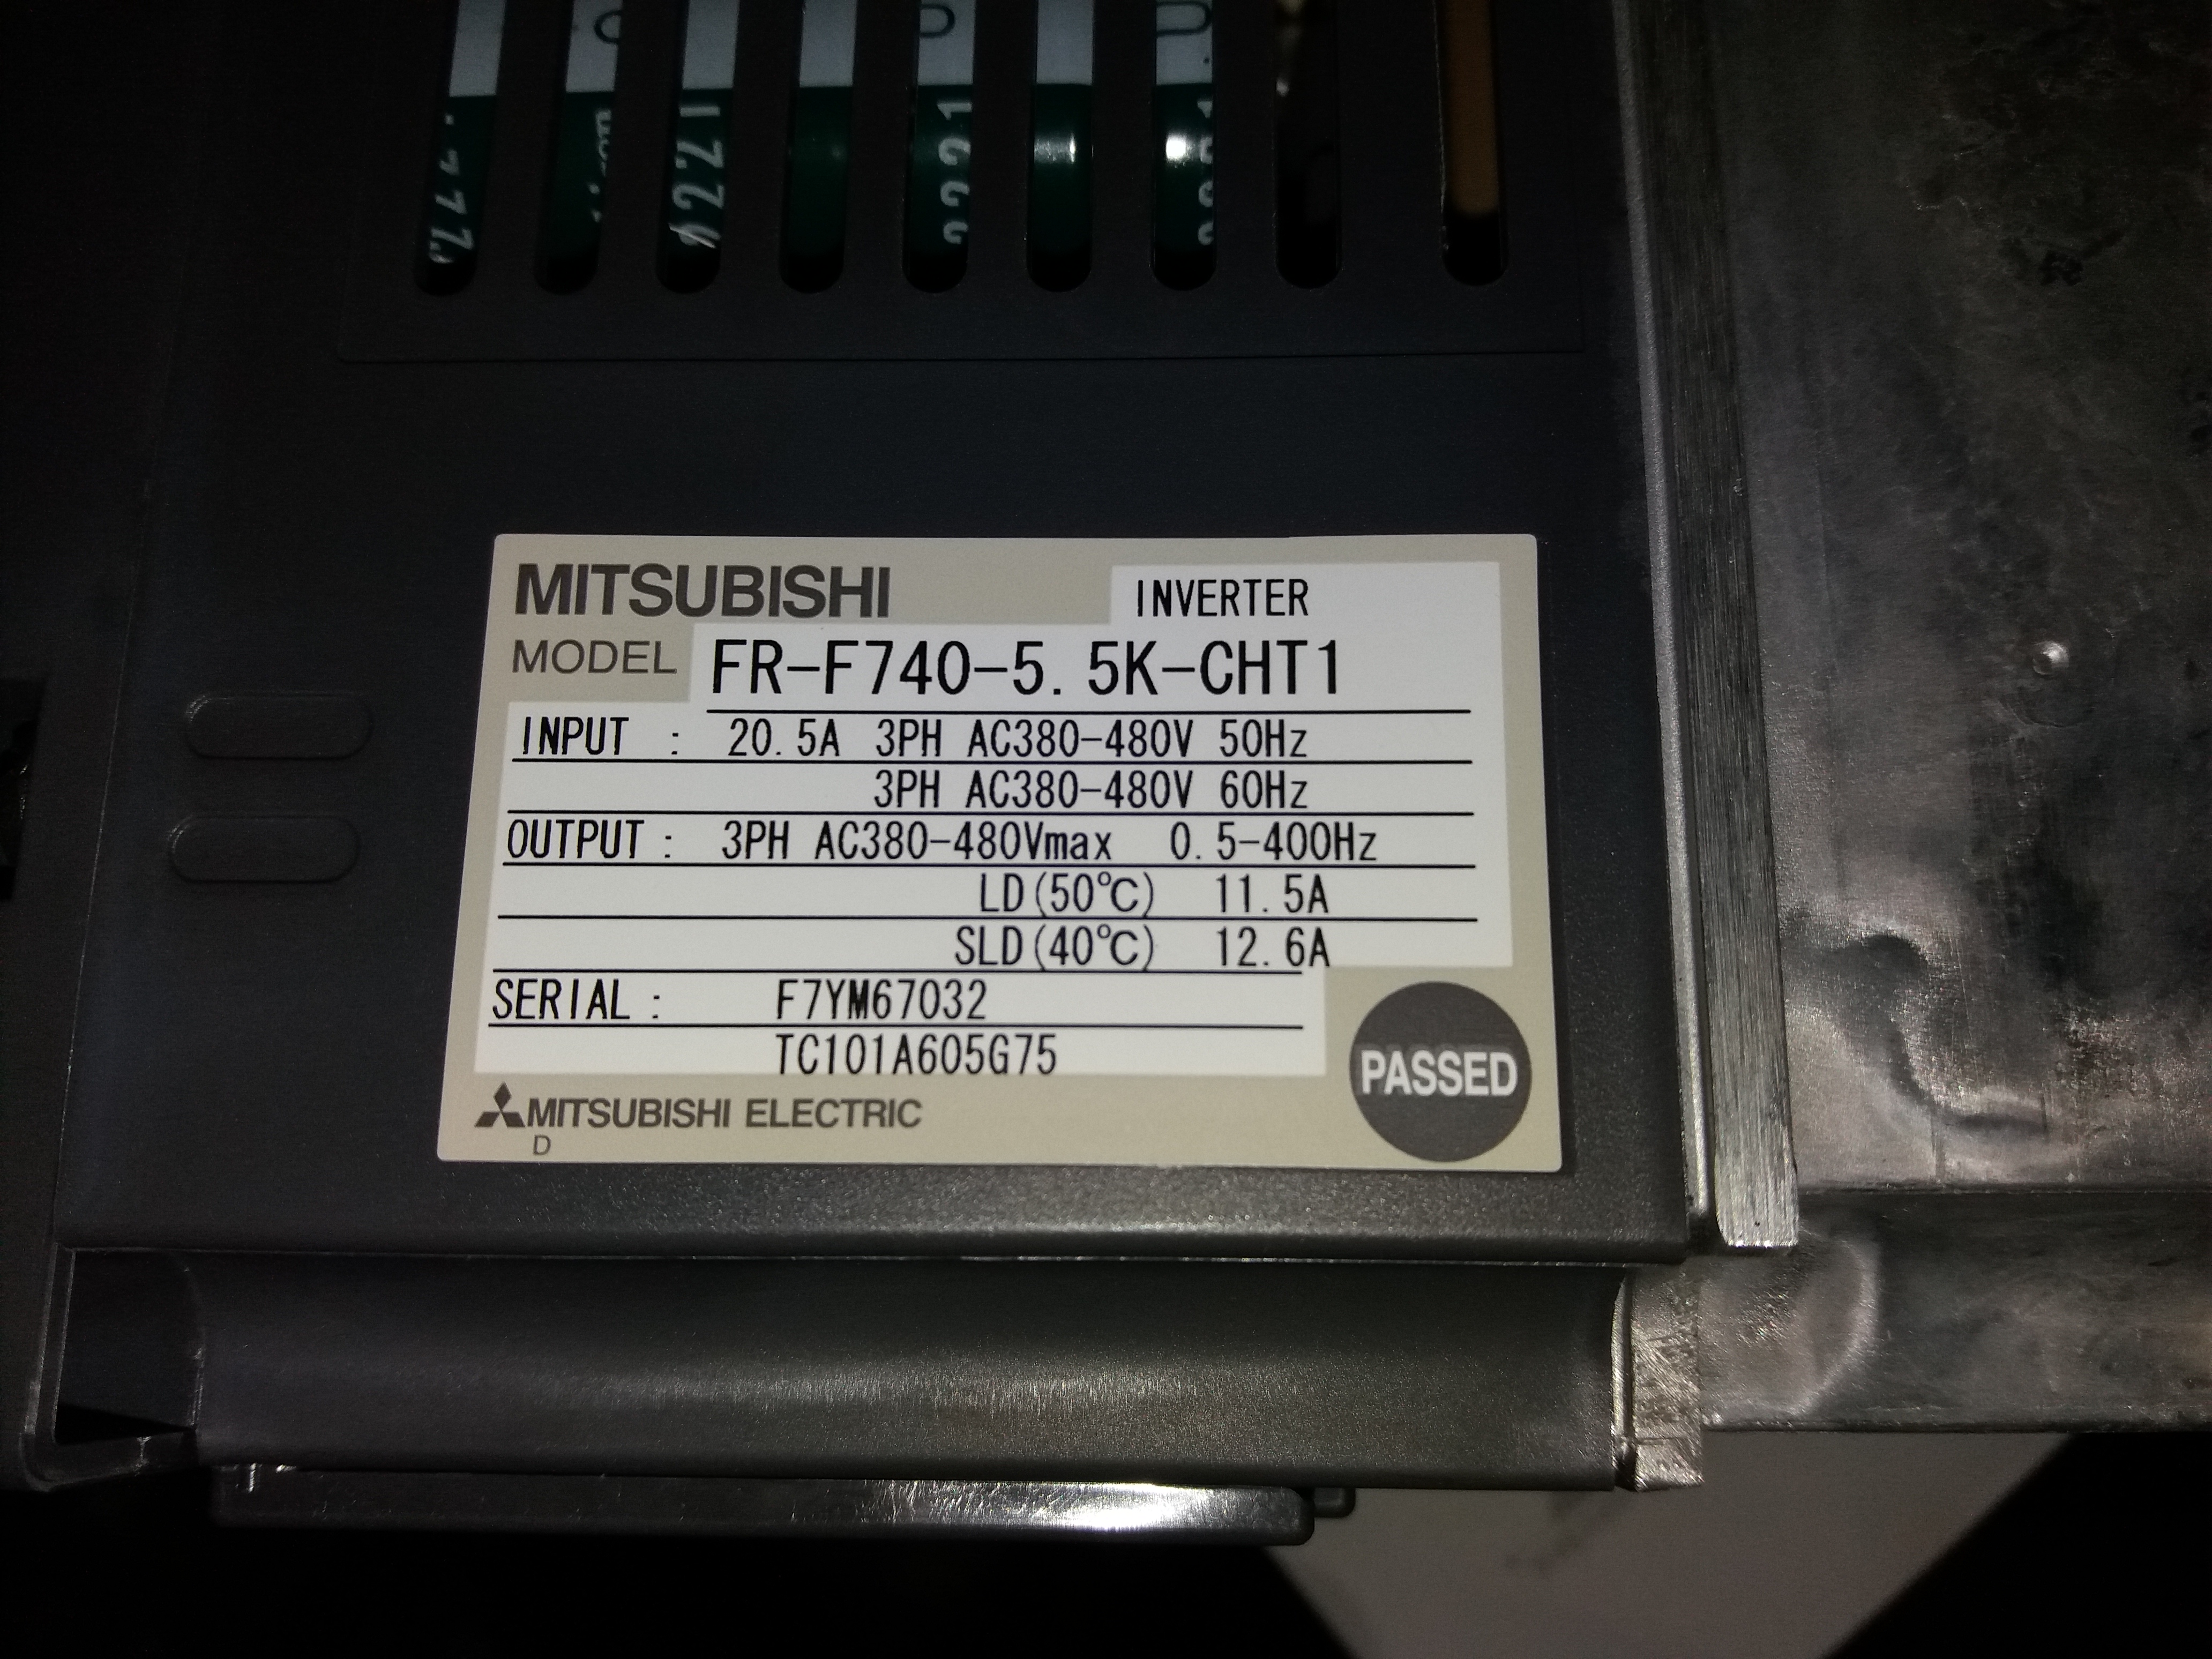 MITSUBISHI INVERTER
MODEL FR-F740-5.5K-CHT1
INPUT : 20.5A 3PH AC380-480V 50Hz
3PH AC380-480V 60Hz
OUTPUT : 3PH AC380-480Vmax 0.5-400Hz
LD(50℃) 11.5A
SLD(40℃) 12.6A
SERIAL : F7YM67032
TC101A605G75
PASSED
MITSUBISHI ELECTRIC
D